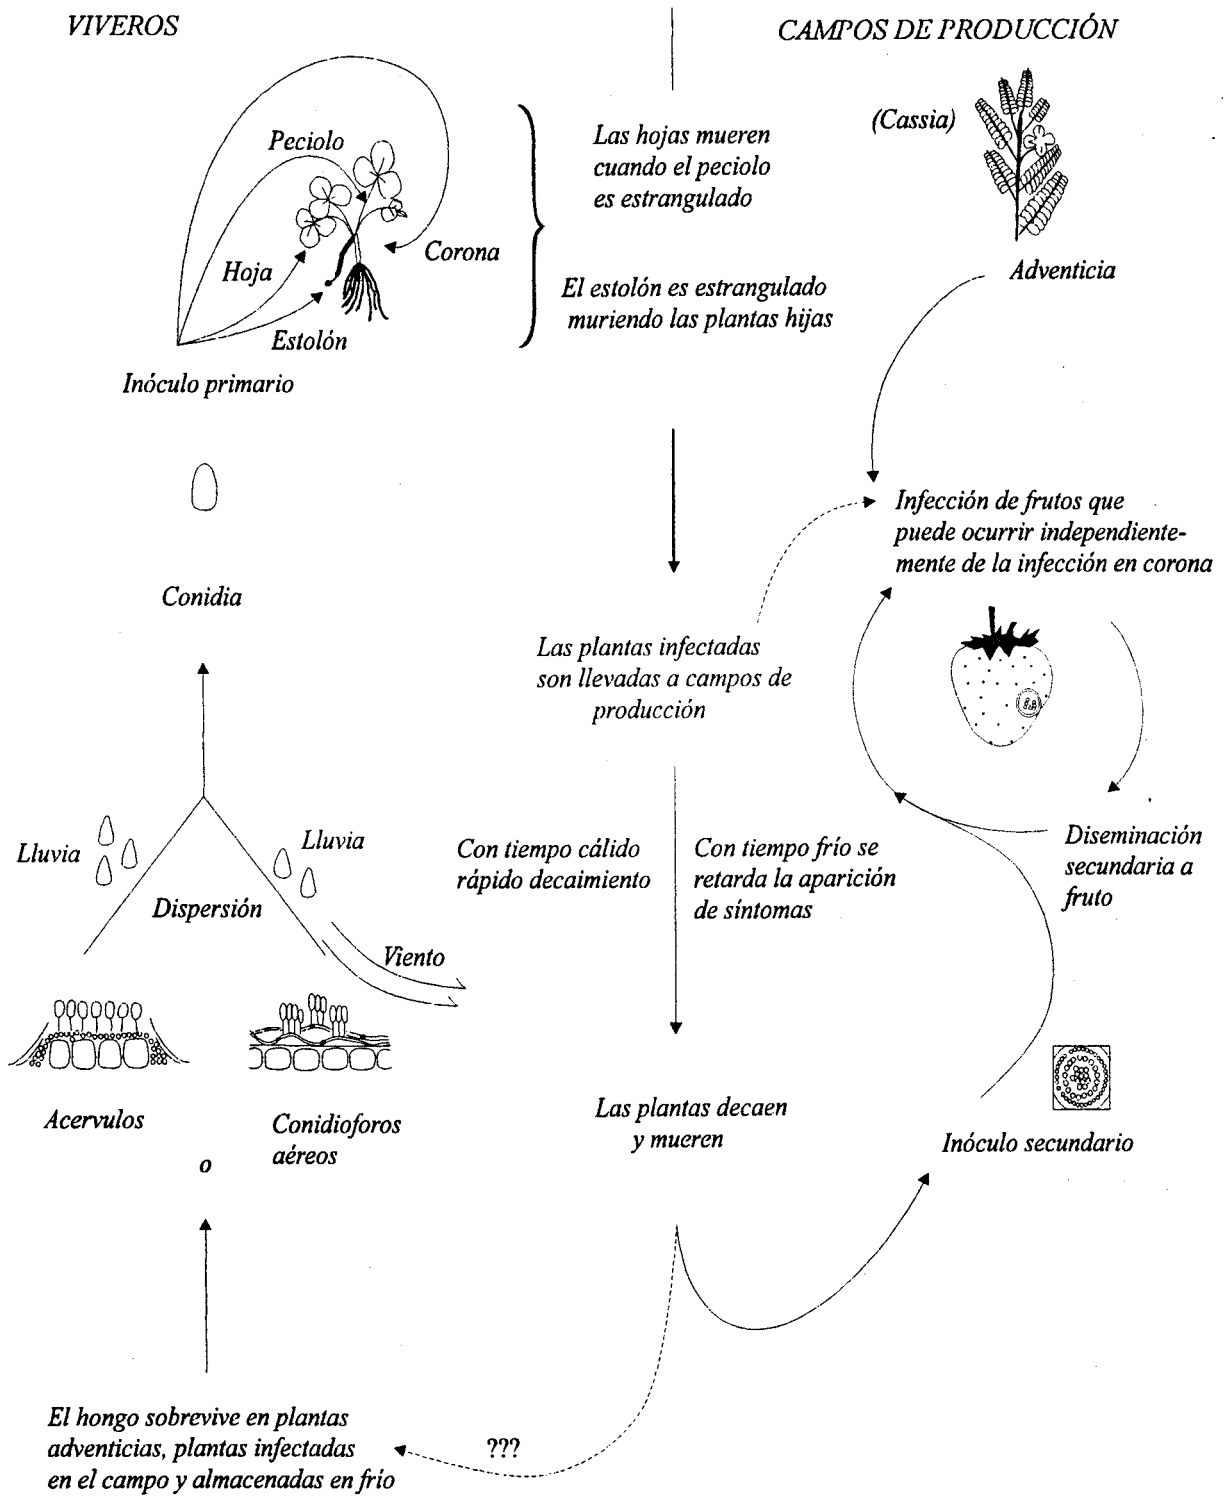 VIVEROS
CAMPOS DE PRODUCCIÓN
Peciolo
Hoja
Corona
Estolón
Inóculo primario
Las hojas mueren
cuando el peciolo
es estrangulado
El estolón es estrangulado
muriendo las plantas hijas
(Cassia)
Adventicia
Conidia
Infección de frutos que
puede ocurrir independiente-
mente de la infección en corona
Las plantas infectadas
son llevadas a campos de
producción
Lluvia
Lluvia
Dispersión
Viento
Con tiempo cálido
rápido decaimiento
Con tiempo frío se
retarda la aparición
de síntomas
Diseminación
secundaria a
fruto
Acervulos
o
Conidioforos
aéreos
Las plantas decaen
y mueren
Inóculo secundario
El hongo sobrevive en plantas
adventicias, plantas infectadas
en el campo y almacenadas en frío
???